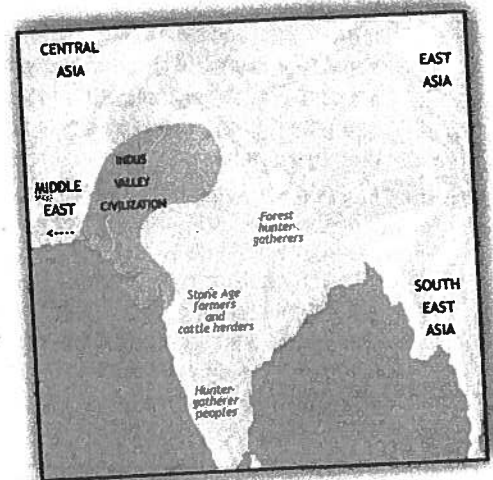 CENTRAL
ASIA
EAST
ASIA
INDUS
VALLEY
CIVILIZATION
MIDDLE
EAST
Forest
hunter-
gatherers
Stone Age
farmers
and
cattle herders
SOUTH
EAST
ASIA
Hunter-
gatherer
peoples